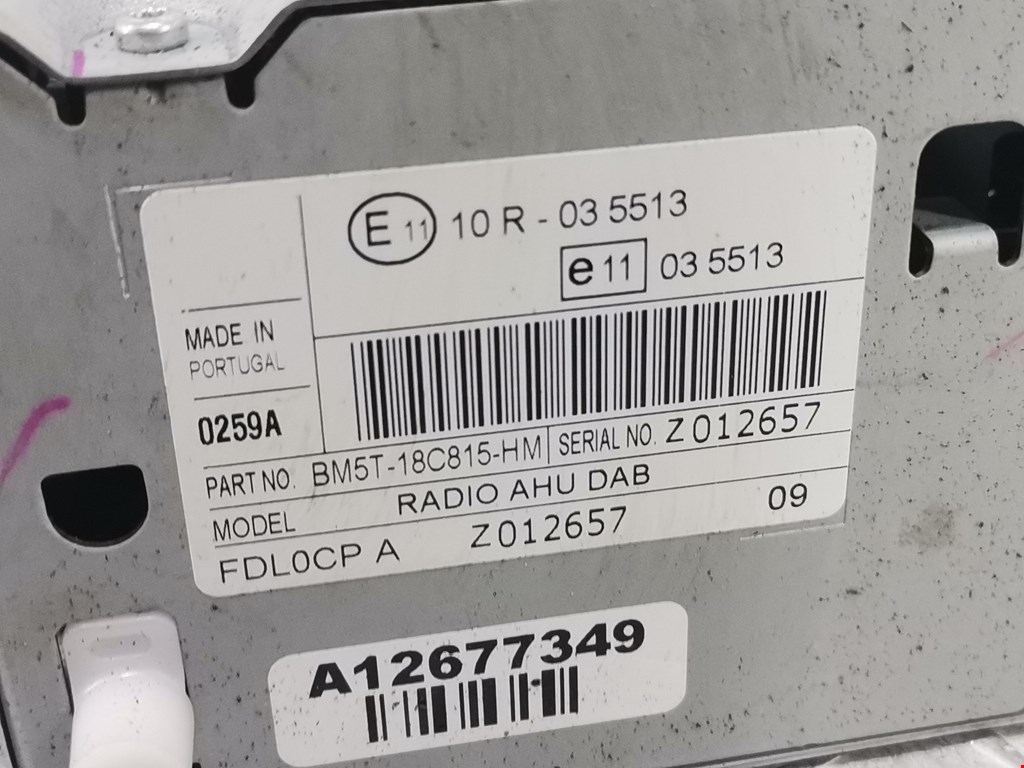 E 11 10 R - 03 5513
e 11 03 5513
MADE IN
PORTUGAL
0259A
PART NO. BM5T-18C815-HM SERIAL NO. Z012657
MODEL RADIO AHU DAB
FDL0CP A Z012657 09
A12677349